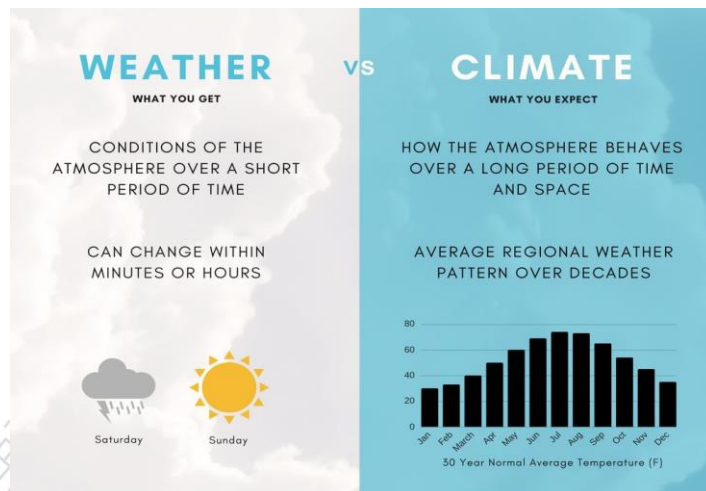 WEATHER
VS
CLIMATE
WHAT YOU GET
WHAT YOU EXPECT
CONDITIONS OF THE
ATMOSPHERE OVER A SHORT
PERIOD OF TIME
HOW THE ATMOSPHERE BEHAVES
OVER A LONG PERIOD OF TIME
AND SPACE
CAN CHANGE WITHIN
MINUTES OR HOURS
AVERAGE REGIONAL WEATHER
PATTERN OVER DECADES
Saturday
Sunday
80
60
40
20
0
Jan
Feb
March
Apr
May
Jun
Jul
Aug
Sep
Oct
Nov
Dec
30 Year Normal Average Temperature (F)